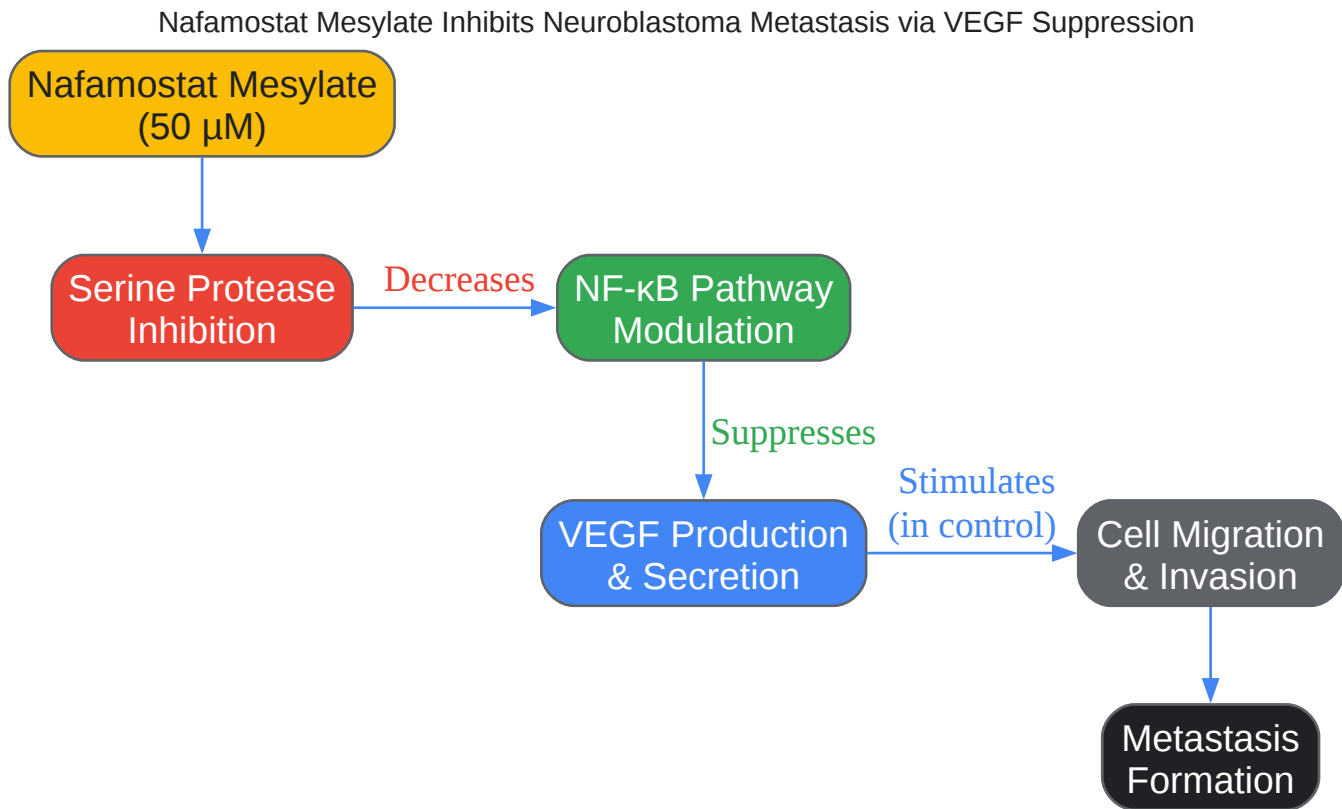 Nafamostat Mesylate Inhibits Neuroblastoma Metastasis via VEGF Suppression
Nafamostat Mesylate
(50 µM)
Serine Protease
Inhibition
Decreases
NF-κB Pathway
Modulation
Suppresses
VEGF Production
& Secretion
Stimulates
(in control)
Cell Migration
& Invasion
Metastasis
Formation